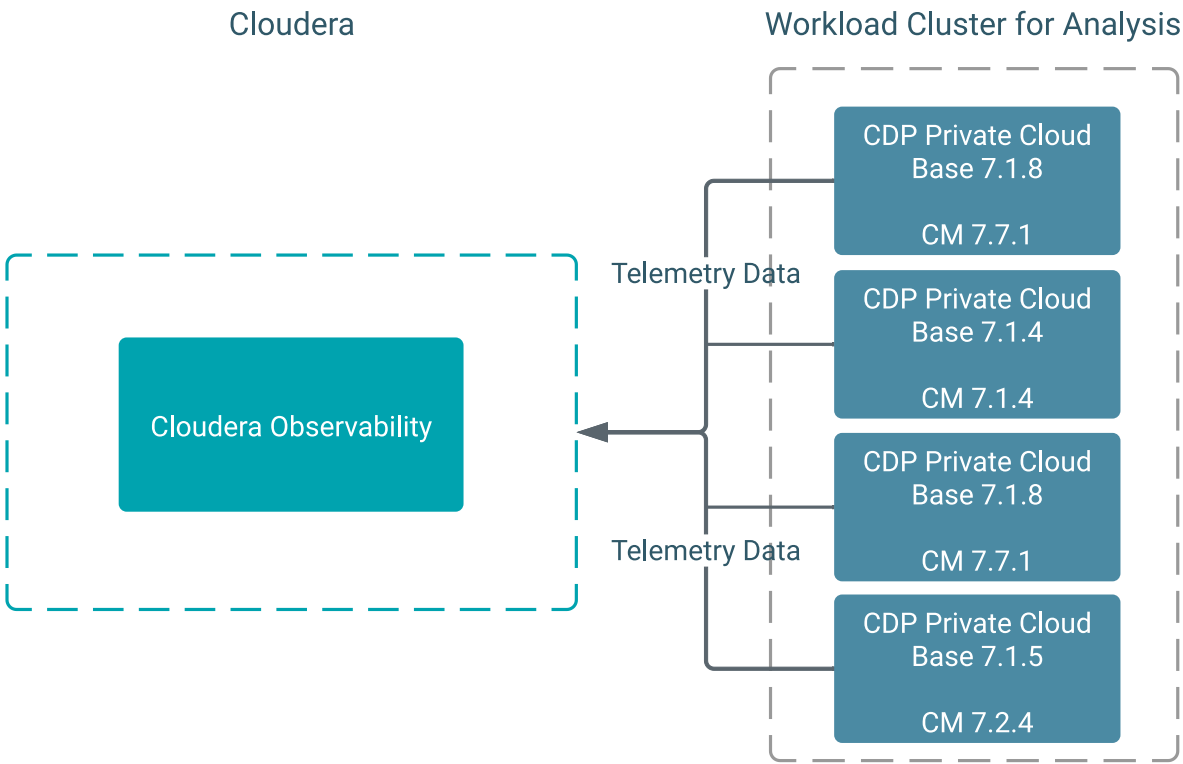 Cloudera
Workload Cluster for Analysis
CDP Private Cloud
Base 7.1.8
CM 7.7.1
Telemetry Data
CDP Private Cloud
Base 7.1.4
CM 7.1.4
Cloudera Observability
CDP Private Cloud
Base 7.1.8
CM 7.7.1
Telemetry Data
CDP Private Cloud
Base 7.1.5
CM 7.2.4